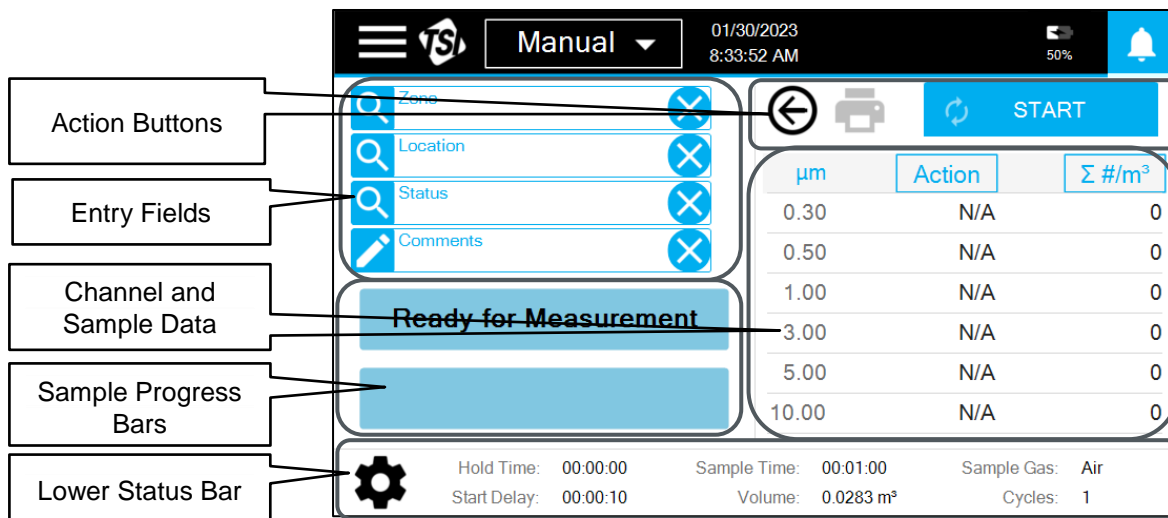 TSI
Manual
01/30/2023
8:33:52 AM
50%
Action Buttons
Entry Fields
Channel and
Sample Data
Sample Progress
Bars
Lower Status Bar
Zone
Location
Status
Comments
Ready for Measurement
START
µm Action Σ #/m³
0.30 N/A 0
0.50 N/A 0
1.00 N/A 0
3.00 N/A 0
5.00 N/A 0
10.00 N/A 0
Hold Time: 00:00:00 Sample Time: 00:01:00 Sample Gas: Air
Start Delay: 00:00:10 Volume: 0.0283 m³ Cycles: 1